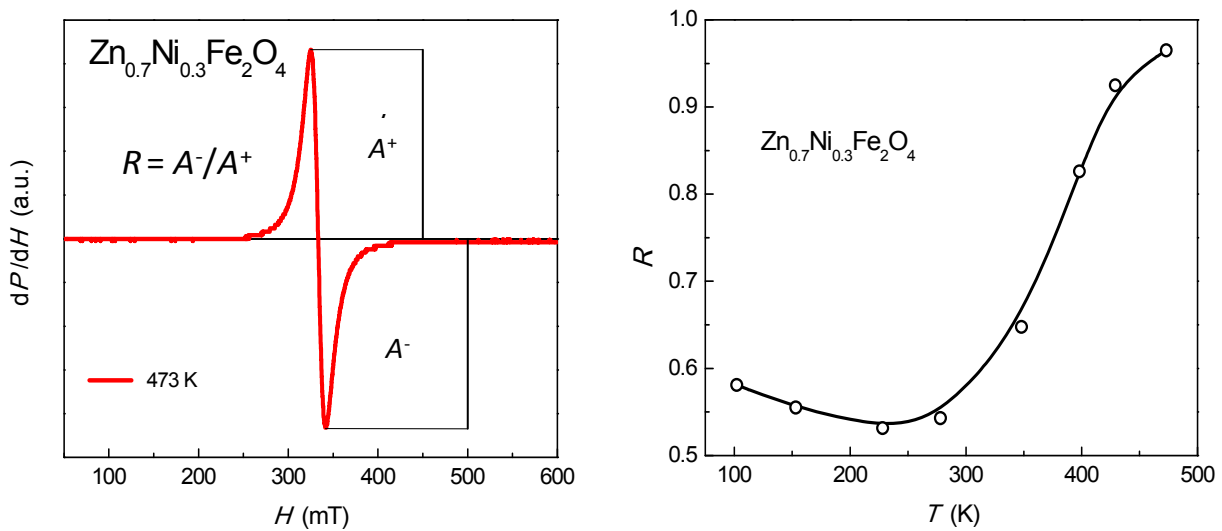 Zn₀.₇Ni₀.₃Fe₂O₄
R = A⁻/A⁺
A⁺
A⁻
473 K
dP/dH (a.u.)
100 200 300 400 500 600
H (mT)
1.0
0.9
0.8
0.7
0.6
0.5
Zn₀.₇Ni₀.₃Fe₂O₄
R
100 200 300 400 500
T (K)